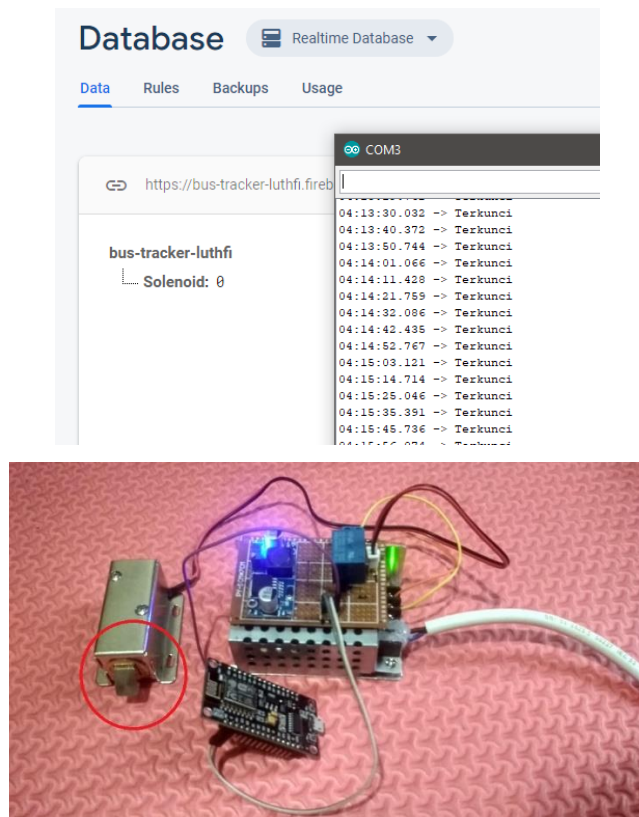 Database
Realtime Database
Data
Rules
Backups
Usage
COM3
https://bus-tracker-luthfi.fireb
bus-tracker-luthfi
Solenoid: 0
04:13:30.032 -> Terkunci
04:13:40.372 -> Terkunci
04:13:50.744 -> Terkunci
04:14:01.066 -> Terkunci
04:14:11.428 -> Terkunci
04:14:21.759 -> Terkunci
04:14:32.086 -> Terkunci
04:14:42.435 -> Terkunci
04:14:52.767 -> Terkunci
04:15:03.121 -> Terkunci
04:15:14.714 -> Terkunci
04:15:25.046 -> Terkunci
04:15:35.391 -> Terkunci
04:15:45.736 -> Terkunci